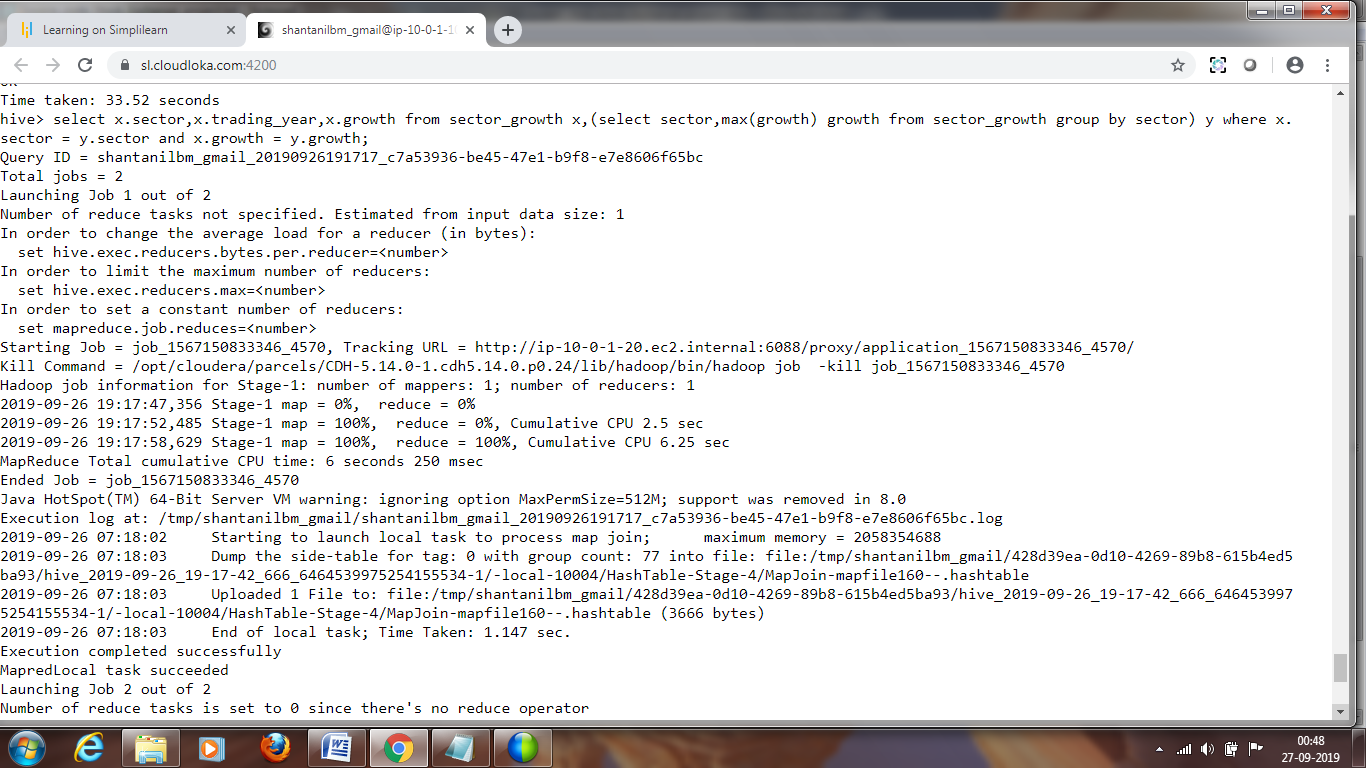 Learning on Simplilearn
shantanilbm_gmail@ip-10-0-1-10
sl.cloudloka.com:4200
Time taken: 33.52 seconds
hive> select x.sector,x.trading_year,x.growth from sector_growth x,(select sector,max(growth) growth from sector_growth group by sector) y where x.
sector = y.sector and x.growth = y.growth;
Query ID = shantanilbm_gmail_20190926191717_c7a53936-be45-47e1-b9f8-e7e8606f65bc
Total jobs = 2
Launching Job 1 out of 2
Number of reduce tasks not specified. Estimated from input data size: 1
In order to change the average load for a reducer (in bytes):
  set hive.exec.reducers.bytes.per.reducer=<number>
In order to limit the maximum number of reducers:
  set hive.exec.reducers.max=<number>
In order to set a constant number of reducers:
  set mapreduce.job.reduces=<number>
Starting Job = job_1567150833346_4570, Tracking URL = http://ip-10-0-1-20.ec2.internal:6088/proxy/application_1567150833346_4570/
Kill Command = /opt/cloudera/parcels/CDH-5.14.0-1.cdh5.14.0.p0.24/lib/hadoop/bin/hadoop job  -kill job_1567150833346_4570
Hadoop job information for Stage-1: number of mappers: 1; number of reducers: 1
2019-09-26 19:17:47,356 Stage-1 map = 0%,  reduce = 0%
2019-09-26 19:17:52,485 Stage-1 map = 100%,  reduce = 0%, Cumulative CPU 2.5 sec
2019-09-26 19:17:58,629 Stage-1 map = 100%,  reduce = 100%, Cumulative CPU 6.25 sec
MapReduce Total cumulative CPU time: 6 seconds 250 msec
Ended Job = job_1567150833346_4570
Java HotSpot(TM) 64-Bit Server VM warning: ignoring option MaxPermSize=512M; support was removed in 8.0
Execution log at: /tmp/shantanilbm_gmail/shantanilbm_gmail_20190926191717_c7a53936-be45-47e1-b9f8-e7e8606f65bc.log
2019-09-26 07:18:02     Starting to launch local task to process map join;      maximum memory = 2058354688
2019-09-26 07:18:03     Dump the side-table for tag: 0 with group count: 77 into file: file:/tmp/shantanilbm_gmail/428d39ea-0d10-4269-89b8-615b4ed5
ba93/hive_2019-09-26_19-17-42_666_6464539975254155534-1/-local-10004/HashTable-Stage-4/MapJoin-mapfile160--.hashtable
2019-09-26 07:18:03     Uploaded 1 File to: file:/tmp/shantanilbm_gmail/428d39ea-0d10-4269-89b8-615b4ed5ba93/hive_2019-09-26_19-17-42_666_646453997
5254155534-1/-local-10004/HashTable-Stage-4/MapJoin-mapfile160--.hashtable (3666 bytes)
2019-09-26 07:18:03     End of local task; Time Taken: 1.147 sec.
Execution completed successfully
MapredLocal task succeeded
Launching Job 2 out of 2
Number of reduce tasks is set to 0 since there's no reduce operator
00:48
27-09-2019